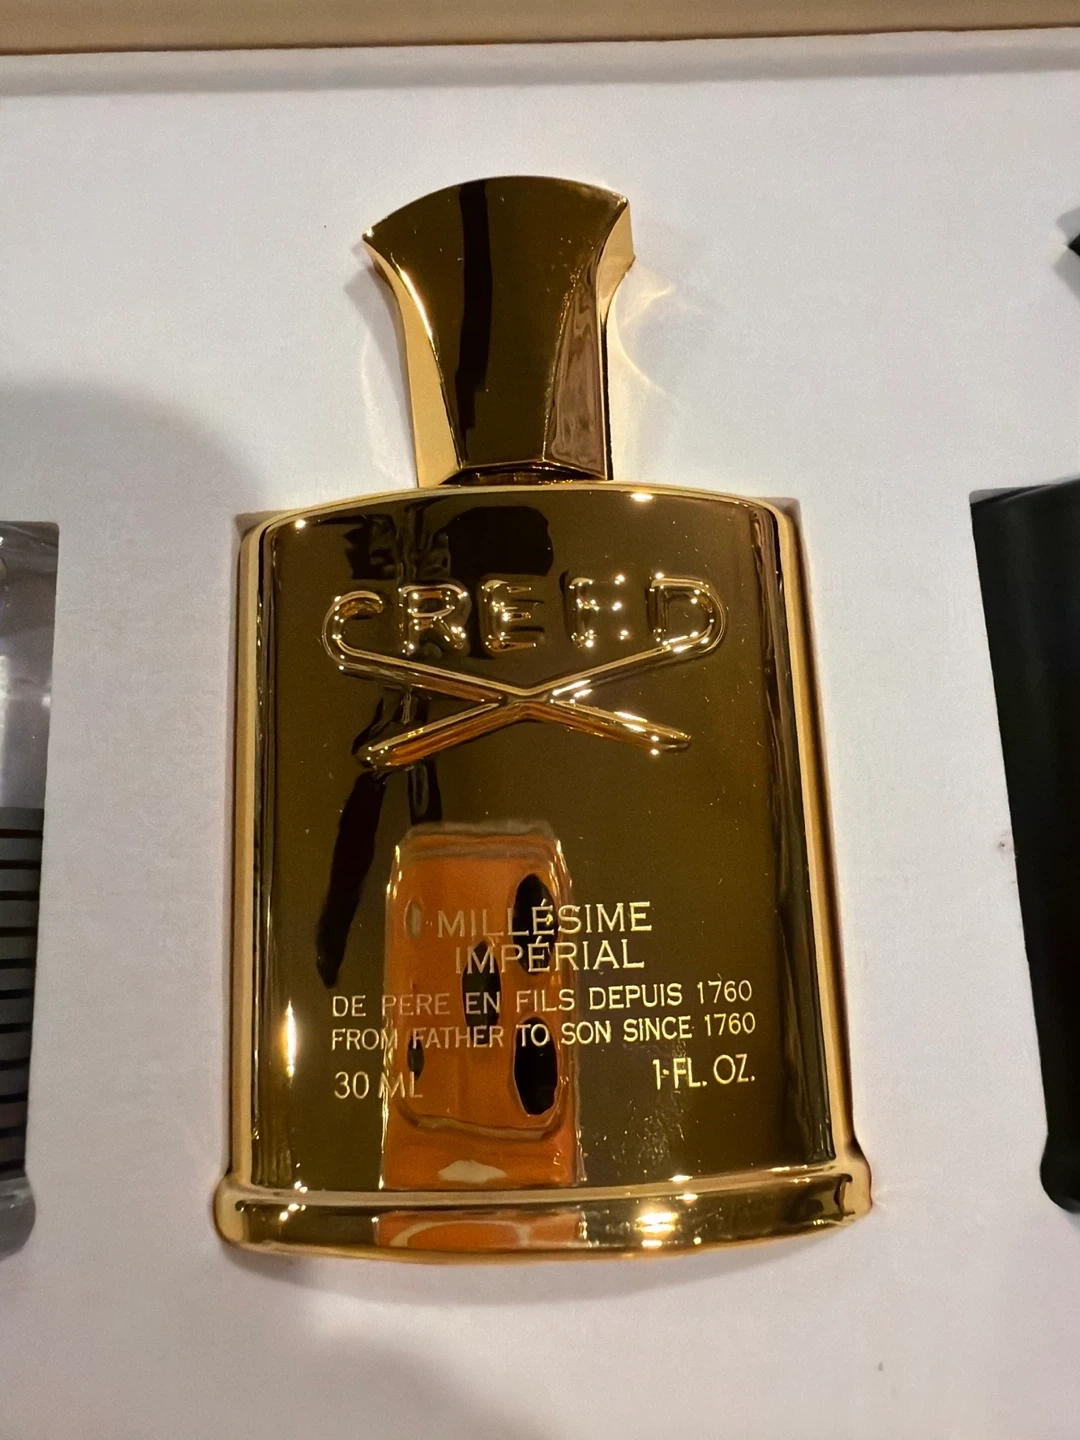 CREED
MILLÉSIME
IMPÉRIAL
DE PERE EN FILS DEPUIS 1760
FROM FATHER TO SON SINCE 1760
30 ML 1 FL. OZ.